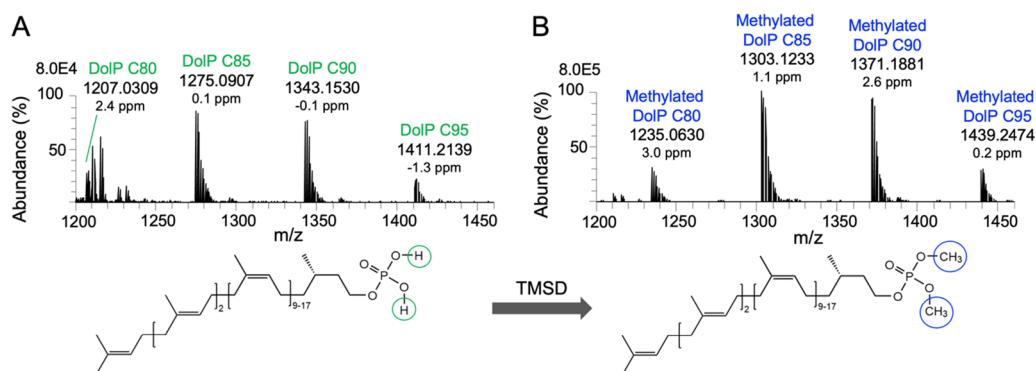 A
8.0E4
Abundance (%)
100
50
DolP C80
1207.0309
2.4 ppm
DolP C85
1275.0907
0.1 ppm
DolP C90
1343.1530
-0.1 ppm
DolP C95
1411.2139
-1.3 ppm
1200
1250
1300
1350
1400
1450
m/z
B
8.0E5
Abundance (%)
100
50
Methylated
DolP C80
1235.0630
3.0 ppm
Methylated
DolP C85
1303.1233
1.1 ppm
Methylated
DolP C90
1371.1881
2.6 ppm
Methylated
DolP C95
1439.2474
0.2 ppm
1200
1250
1300
1350
1400
1450
m/z
2
9-17
O
O
P
O
H
O
H
TMSD
2
9-17
O
O
P
O
CH3
O
CH3